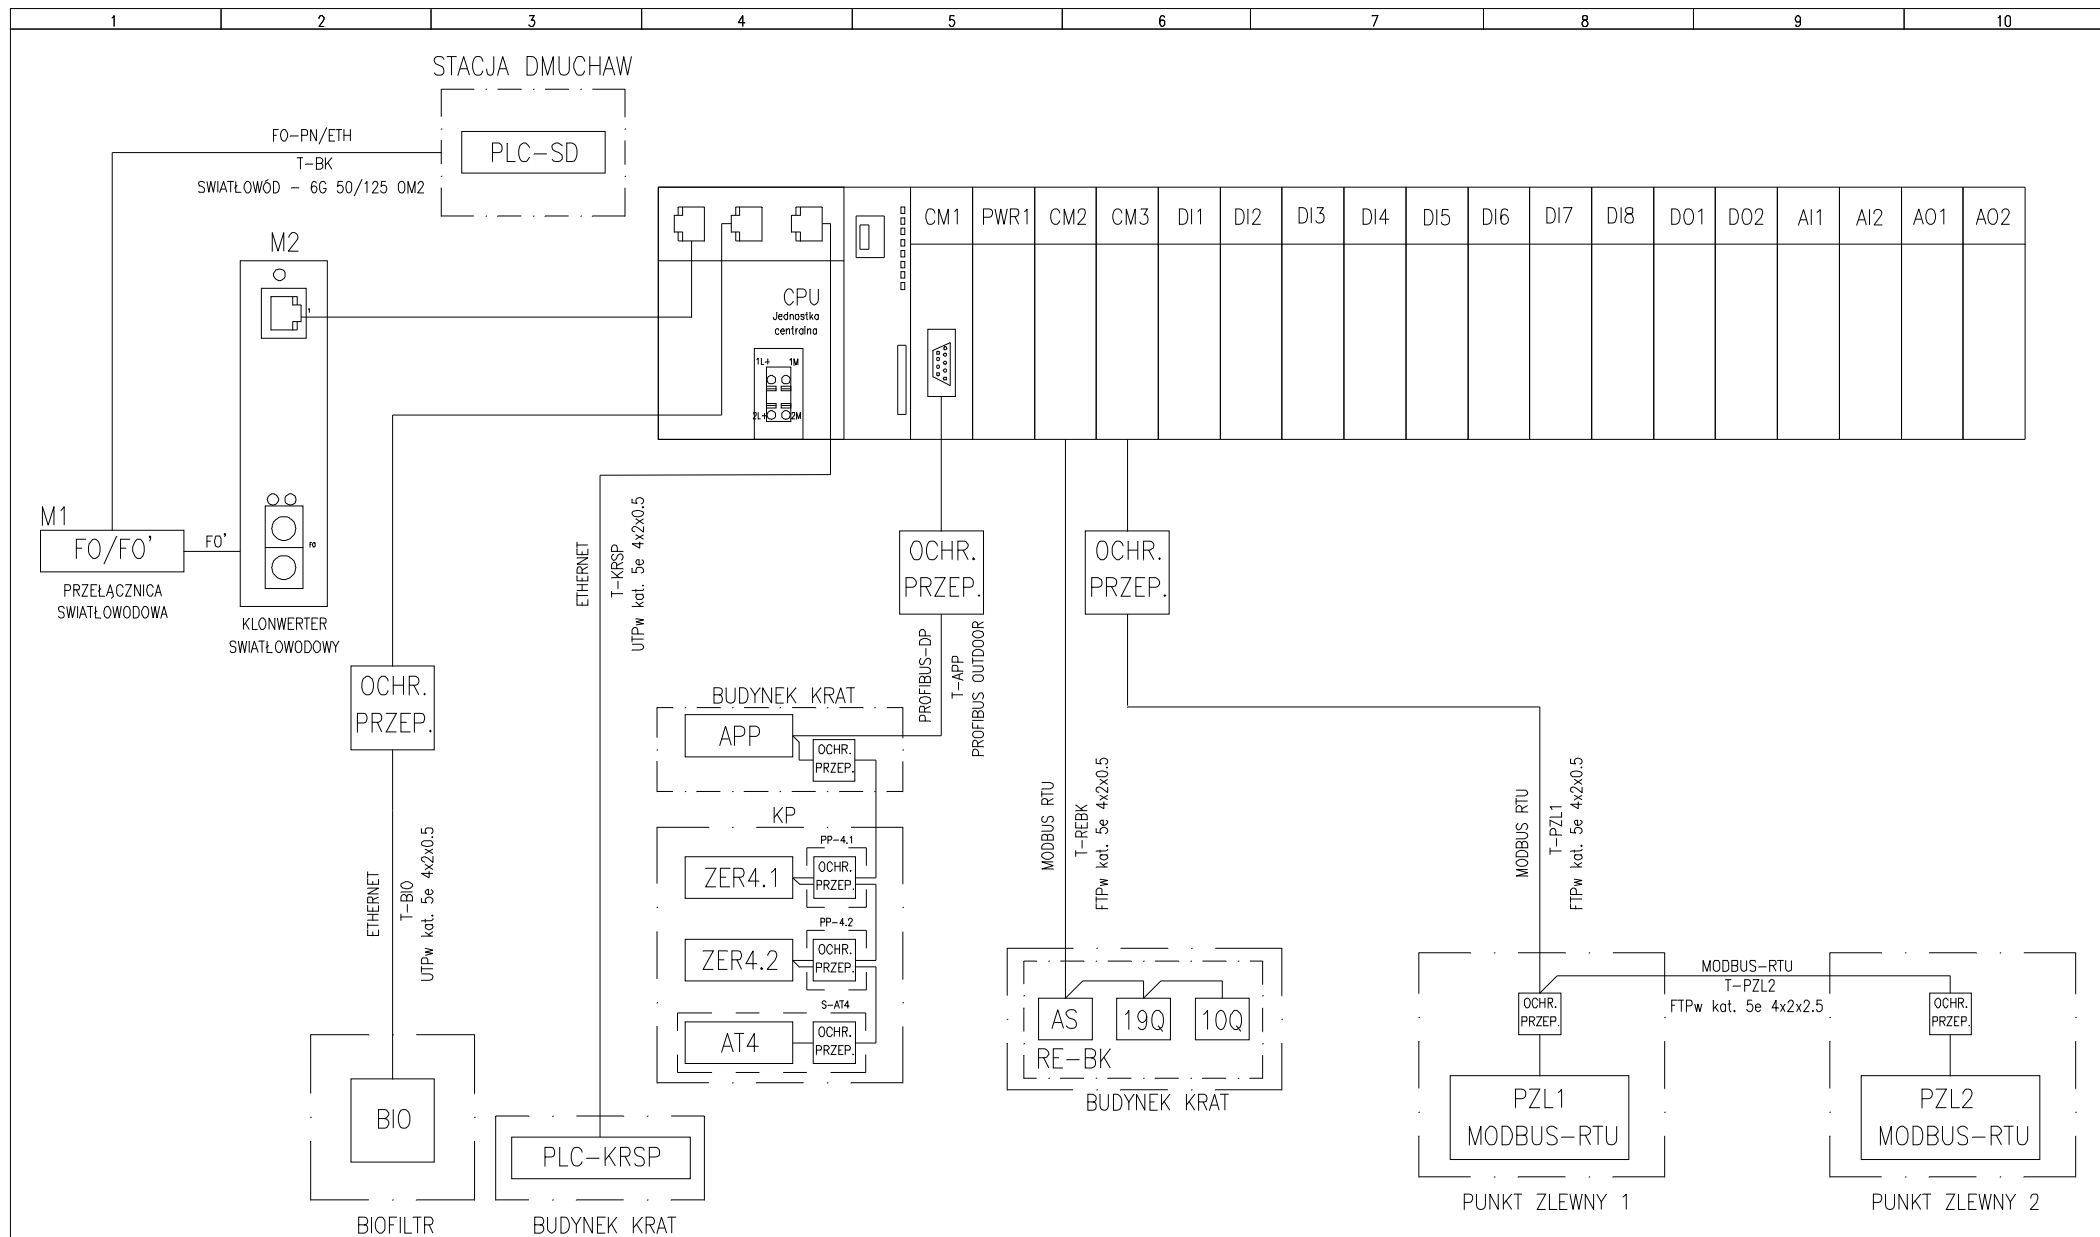 1 2 3 4 5 6 7 8 9 10
STACJA DMUCHAW
PLC-SD
FO-PN/ETH
T-BK
SWIATŁOWÓD - 6G 50/125 OM2
M2
1
FO
KLONWERTER
SWIATŁOWODOWY
M1
FO/FO'
FO'
PRZEŁĄCZNICA
SWIATŁOWODOWA
CPU
Jednostka
centralna
1L+ 1M
2L+ 2M
CM1 PWR1 CM2 CM3 DI1 DI2 DI3 DI4 DI5 DI6 DI7 DI8 DO1 DO2 AI1 AI2 AO1 AO2
OCHR.
PRZEP.
ETHERNET
T-BIO
UTPw kat. 5e 4x2x0.5
BIO
BIOFILTR
ETHERNET
T-KRSP
UTPw kat. 5e 4x2x0.5
PLC-KRSP
BUDYNEK KRAT
OCHR.
PRZEP.
PROFIBUS-DP
T-APP
PROFIBUS OUTDOOR
BUDYNEK KRAT
APP
OCHR.
PRZEP.
KP
PP-4.1
ZER4.1
OCHR.
PRZEP.
PP-4.2
ZER4.2
OCHR.
PRZEP.
S-AT4
AT4
OCHR.
PRZEP.
MODBUS RTU
T-REBK
FTPw kat. 5e 4x2x0.5
AS 19Q 10Q
RE-BK
BUDYNEK KRAT
OCHR.
PRZEP.
MODBUS RTU
T-PZL1
FTPw kat. 5e 4x2x0.5
OCHR.
PRZEP.
PZL1
MODBUS-RTU
PUNKT ZLEWNY 1
MODBUS-RTU
T-PZL2
FTPw kat. 5e 4x2x2.5
OCHR.
PRZEP.
PZL2
MODBUS-RTU
PUNKT ZLEWNY 2